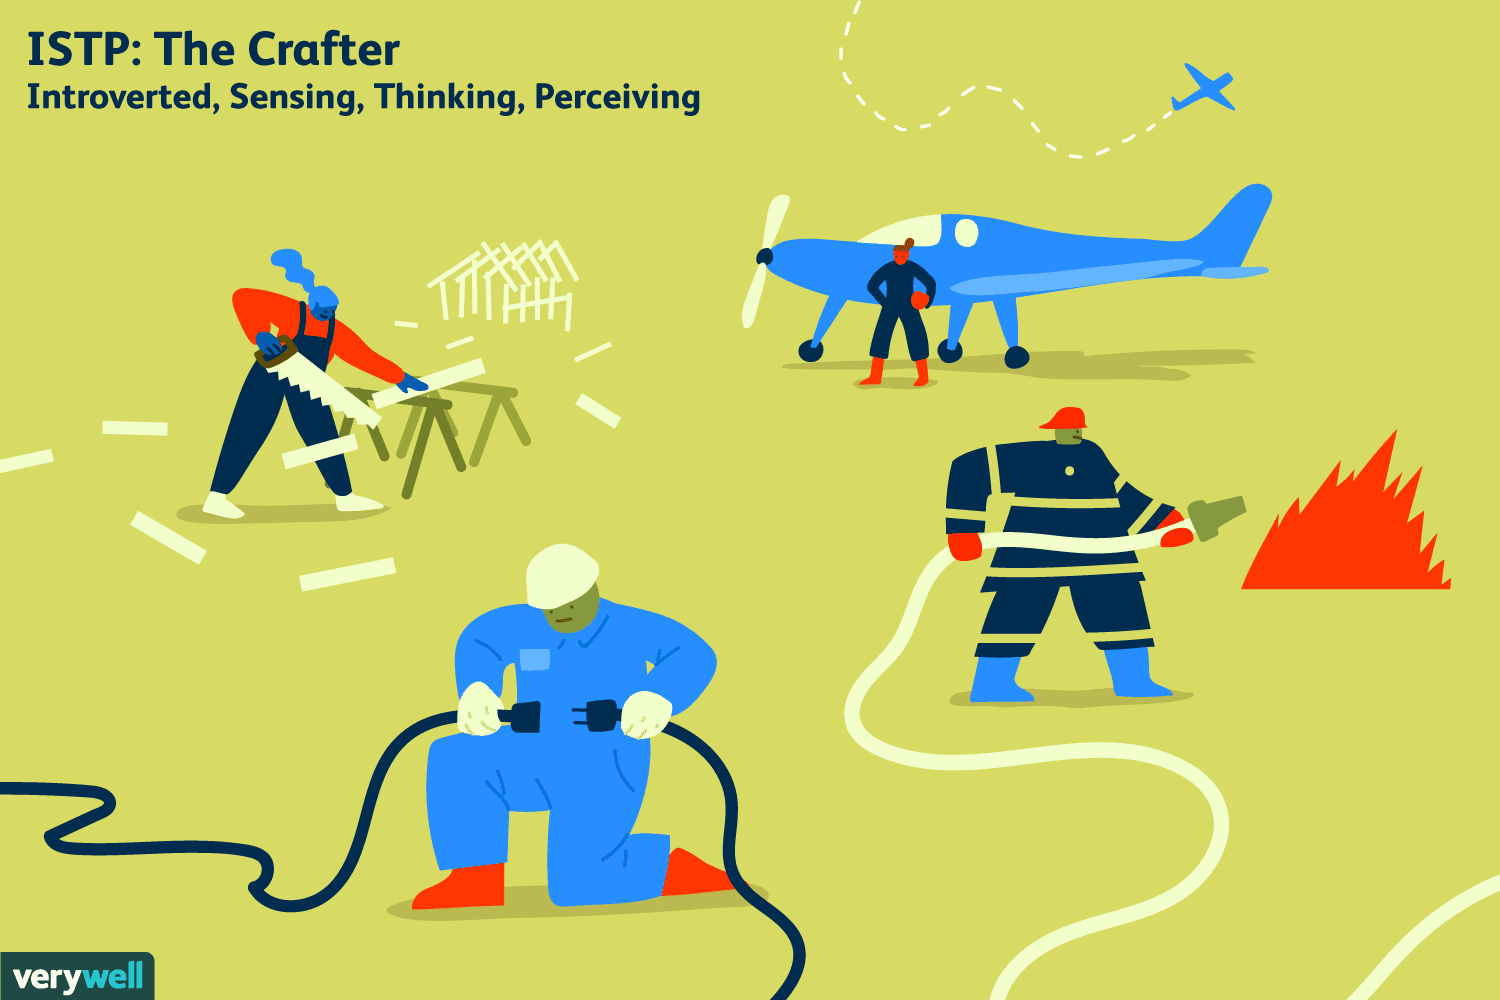 ISTP: The Crafter
Introverted, Sensing, Thinking, Perceiving
verywell